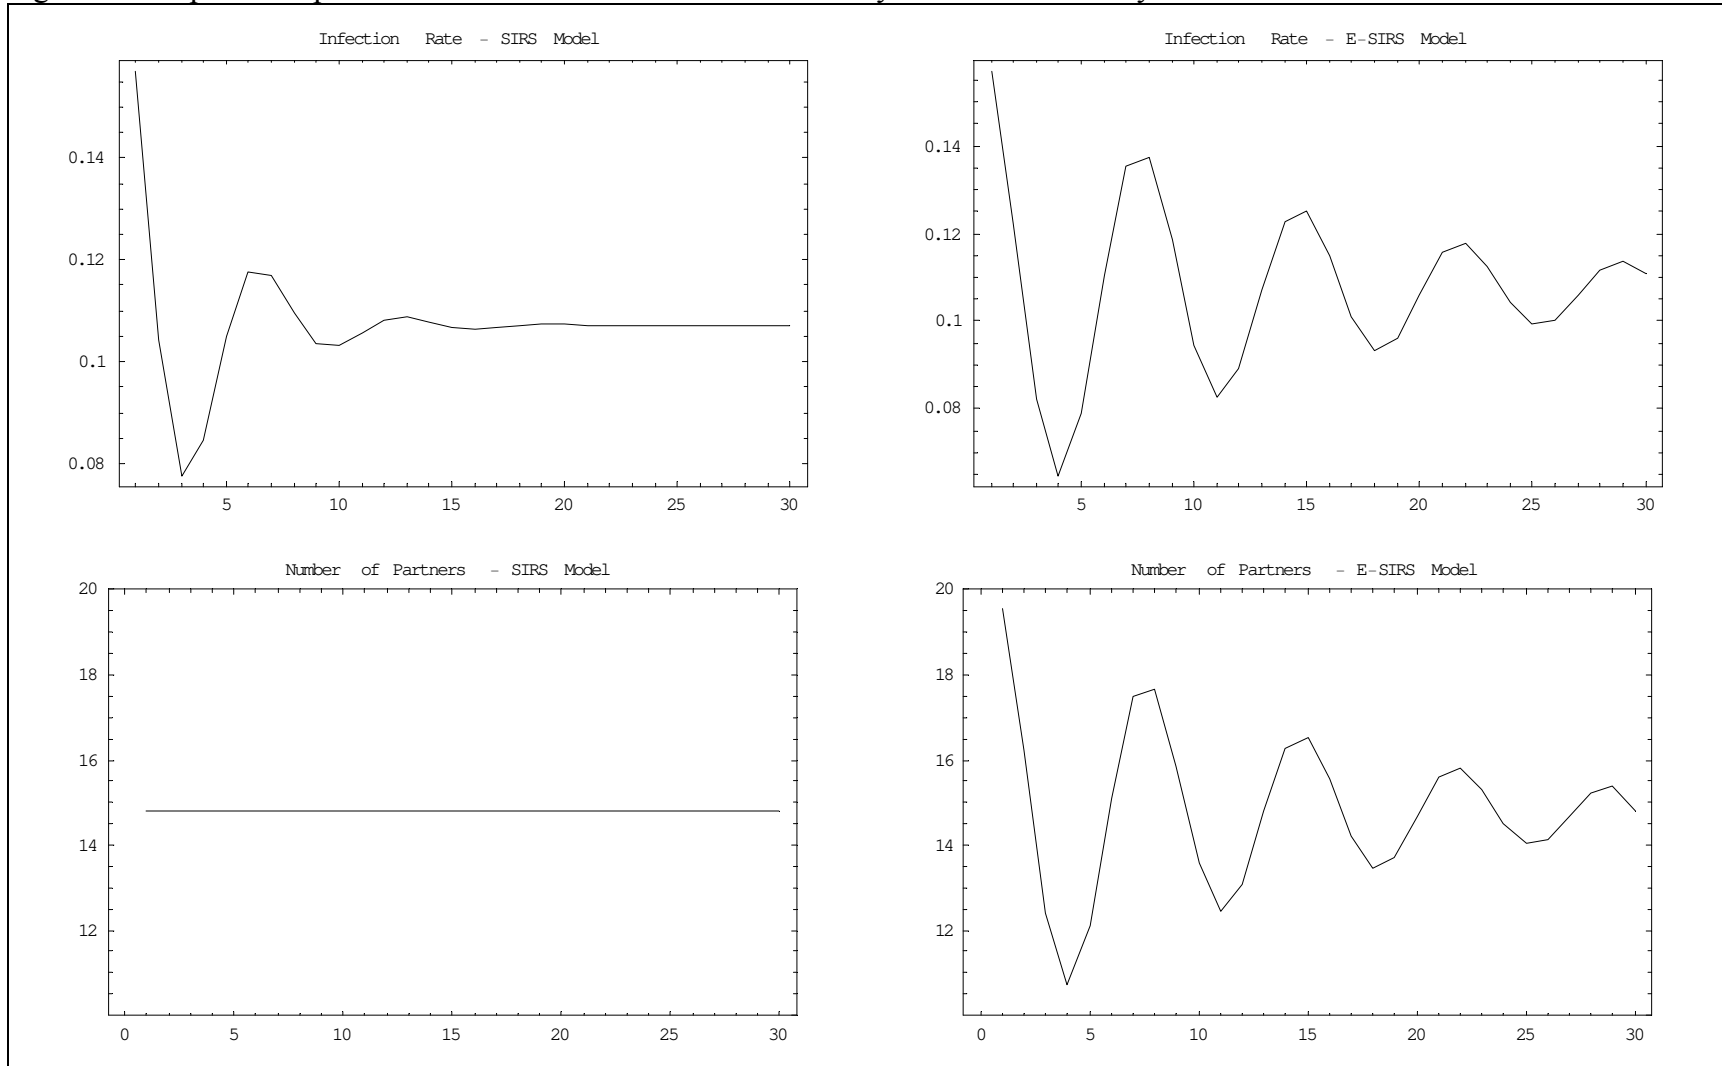 Infection Rate - SIRS Model
0.14
0.12
0.1
0.08
5 10 15 20 25 30
Infection Rate - E-SIRS Model
0.14
0.12
0.1
0.08
5 10 15 20 25 30
Number of Partners - SIRS Model
20
18
16
14
12
0 5 10 15 20 25 30
Number of Partners - E-SIRS Model
20
18
16
14
12
0 5 10 15 20 25 30